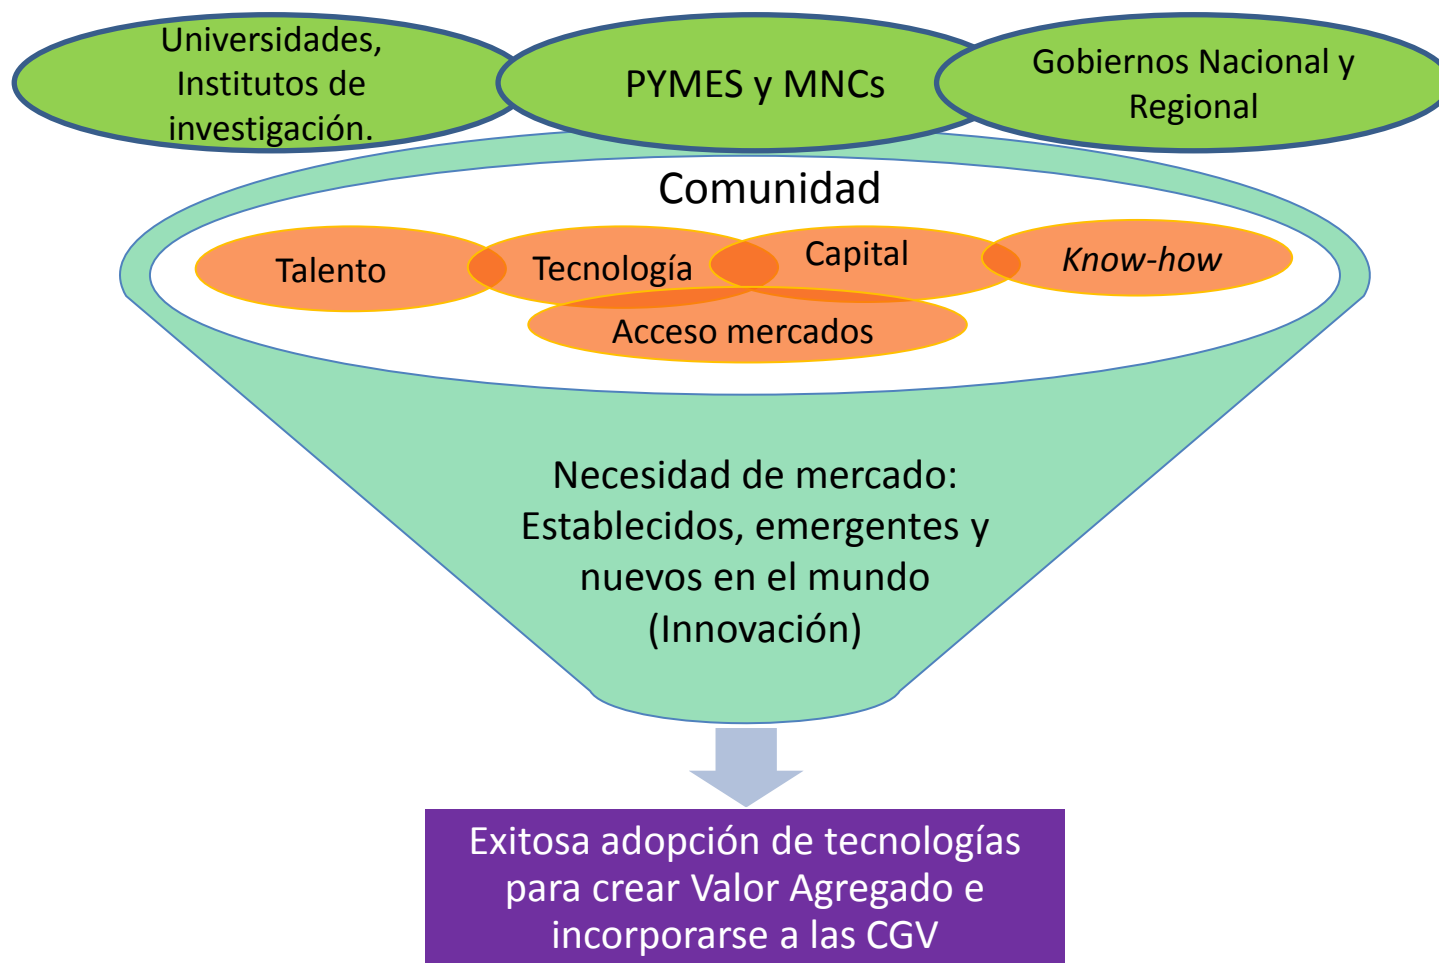 Universidades,
Institutos de
investigación.
PYMES y MNCs
Gobiernos Nacional y
Regional
Comunidad
Talento
Tecnología
Capital
Know-how
Acceso mercados
Necesidad de mercado:
Establecidos, emergentes y
nuevos en el mundo
(Innovación)
Exitosa adopción de tecnologías
para crear Valor Agregado e
incorporarse a las CGV